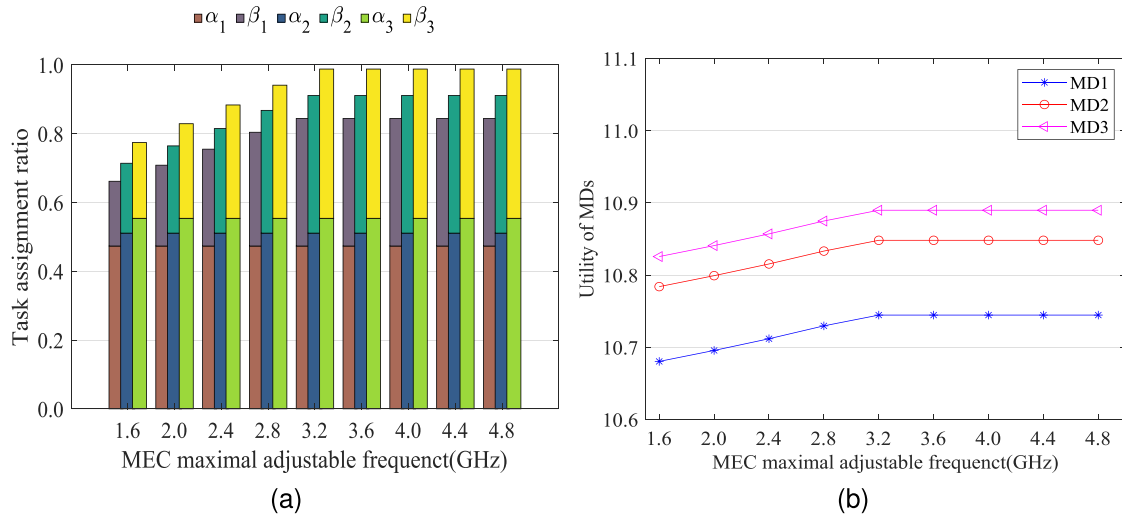 α1 β1 α2 β2 α3 β3
Task assignment ratio
1.0
0.8
0.6
0.4
0.2
0.0
1.6 2.0 2.4 2.8 3.2 3.6 4.0 4.4 4.8
MEC maximal adjustable frequenct(GHz)
(a)
Utility of MDs
11.1
11.0
10.9
10.8
10.7
10.6
MD1
MD2
MD3
1.6 2.0 2.4 2.8 3.2 3.6 4.0 4.4 4.8
MEC maximal adjustable frequenct(GHz)
(b)